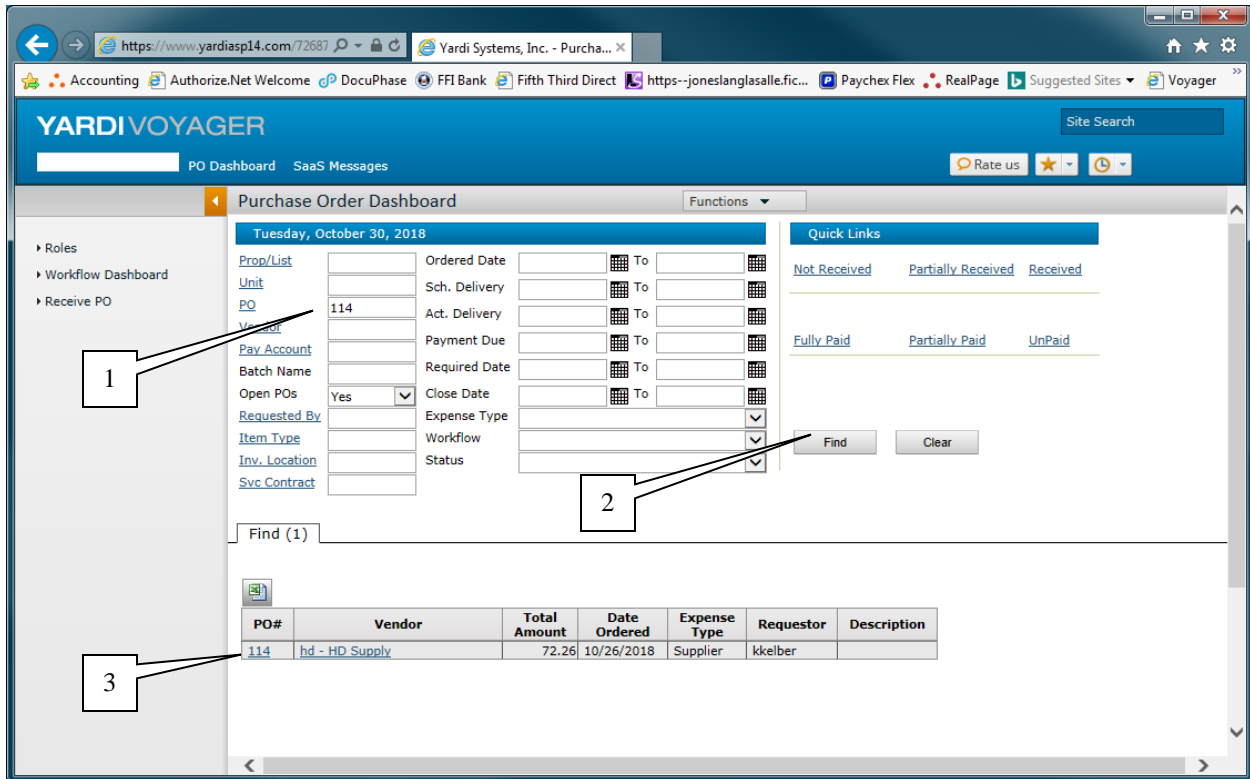 https://www.yardiasp14.com/72687
Yardi Systems, Inc. - Purcha...
Accounting Authorize.Net Welcome DocuPhase FFI Bank Fifth Third Direct https--joneslanglasalle.fic... Paychex Flex RealPage Suggested Sites Voyager »
YARDI VOYAGER
Site Search
PO Dashboard SaaS Messages
Rate us
Purchase Order Dashboard
Functions
Roles
Workflow Dashboard
Receive PO
Tuesday, October 30, 2018
Prop/List
Unit
PO 114
Vendor
Pay Account
Batch Name
Open POs Yes
Requested By
Item Type
Inv. Location
Svc Contract
Ordered Date To
Sch. Delivery To
Act. Delivery To
Payment Due To
Required Date To
Close Date To
Expense Type
Workflow
Status
Quick Links
Not Received Partially Received Received
Fully Paid Partially Paid UnPaid
Find Clear
1
2
Find (1)
PO# Vendor Total Amount Date Ordered Expense Type Requestor Description
114 hd - HD Supply 72.26 10/26/2018 Supplier kkelber
3